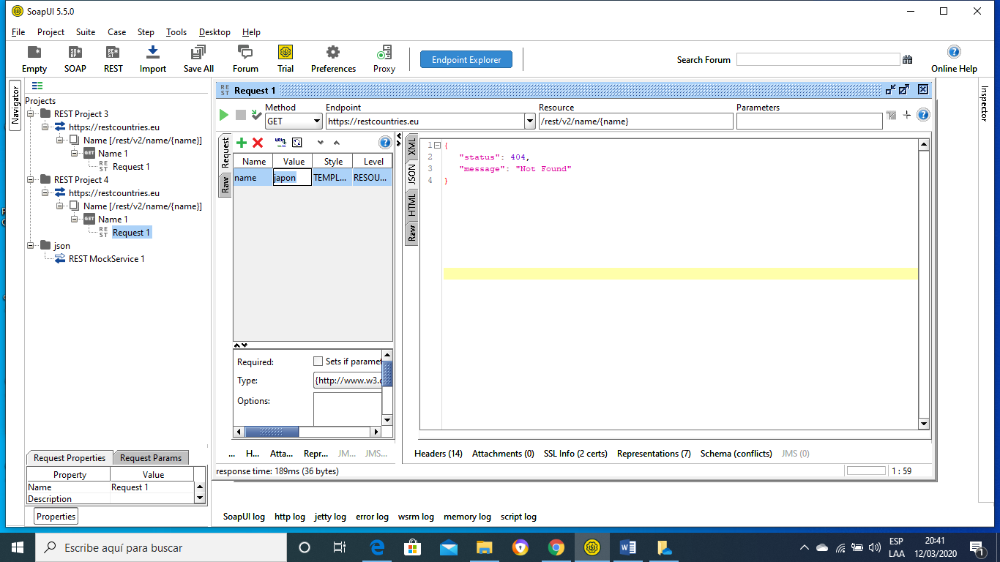 SoapUI 5.5.0
File Project Suite Case Step Tools Desktop Help
Empty SOAP REST Import Save All Forum Trial Preferences Proxy
Endpoint Explorer
Search Forum
Online Help
Navigator
Projects
REST Project 3
https://restcountries.eu
Name [/rest/v2/name/{name}]
GET Name 1
REST Request 1
REST Project 4
https://restcountries.eu
Name [/rest/v2/name/{name}]
GET Name 1
REST Request 1
json
REST MockService 1
Request Properties Request Params
Property Value
Name Request 1
Description
Properties
REST Request 1
Method Endpoint Resource Parameters
GET https://restcountries.eu /rest/v2/name/{name}
Request
Raw
Name Value Style Level
name japon TEMPL... RESOU...
Required: Sets if paramet
Type: {http://www.w3.o
Options:
... H... Atta... Repr... JM... JMS...
XML
JSON
HTML
Raw
1 {
2 "status": 404,
3 "message": "Not Found"
4 }
Headers (14) Attachments (0) SSL Info (2 certs) Representations (7) Schema (conflicts) JMS (0)
response time: 189ms (36 bytes)
1 : 59
Inspector
SoapUI log http log jetty log error log wsrm log memory log script log
Escribe aquí para buscar
ESP
LAA
20:41
12/03/2020
1